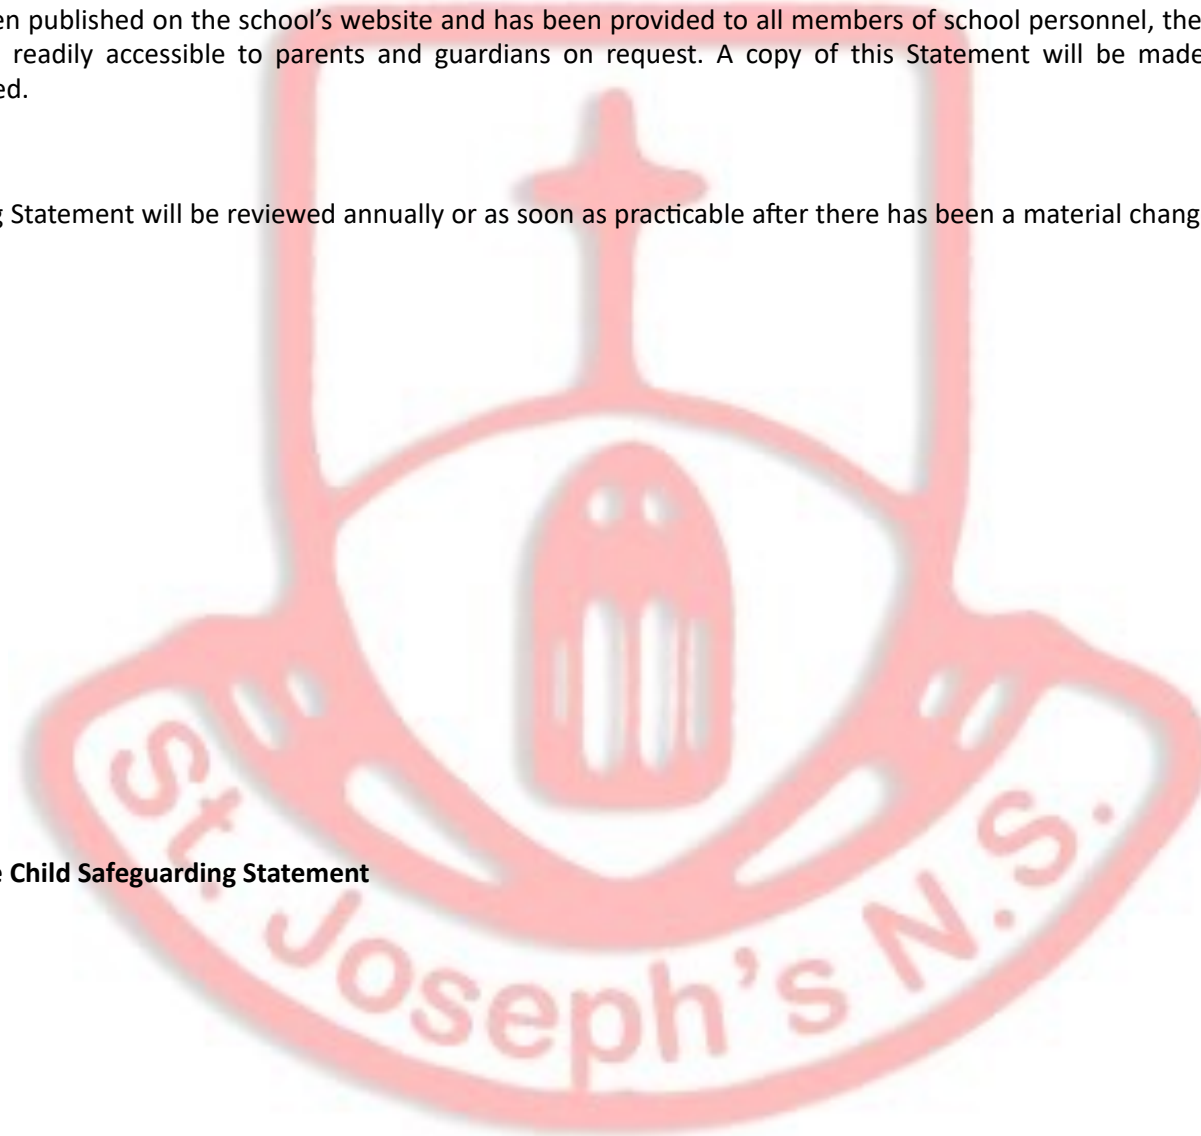 en published on the school’s website and has been provided to all members of school personnel, the
readily accessible to parents and guardians on request. A copy of this Statement will be made
ed.
g Statement will be reviewed annually or as soon as practicable after there has been a material chang
e Child Safeguarding Statement
St. Joseph’s N.S.